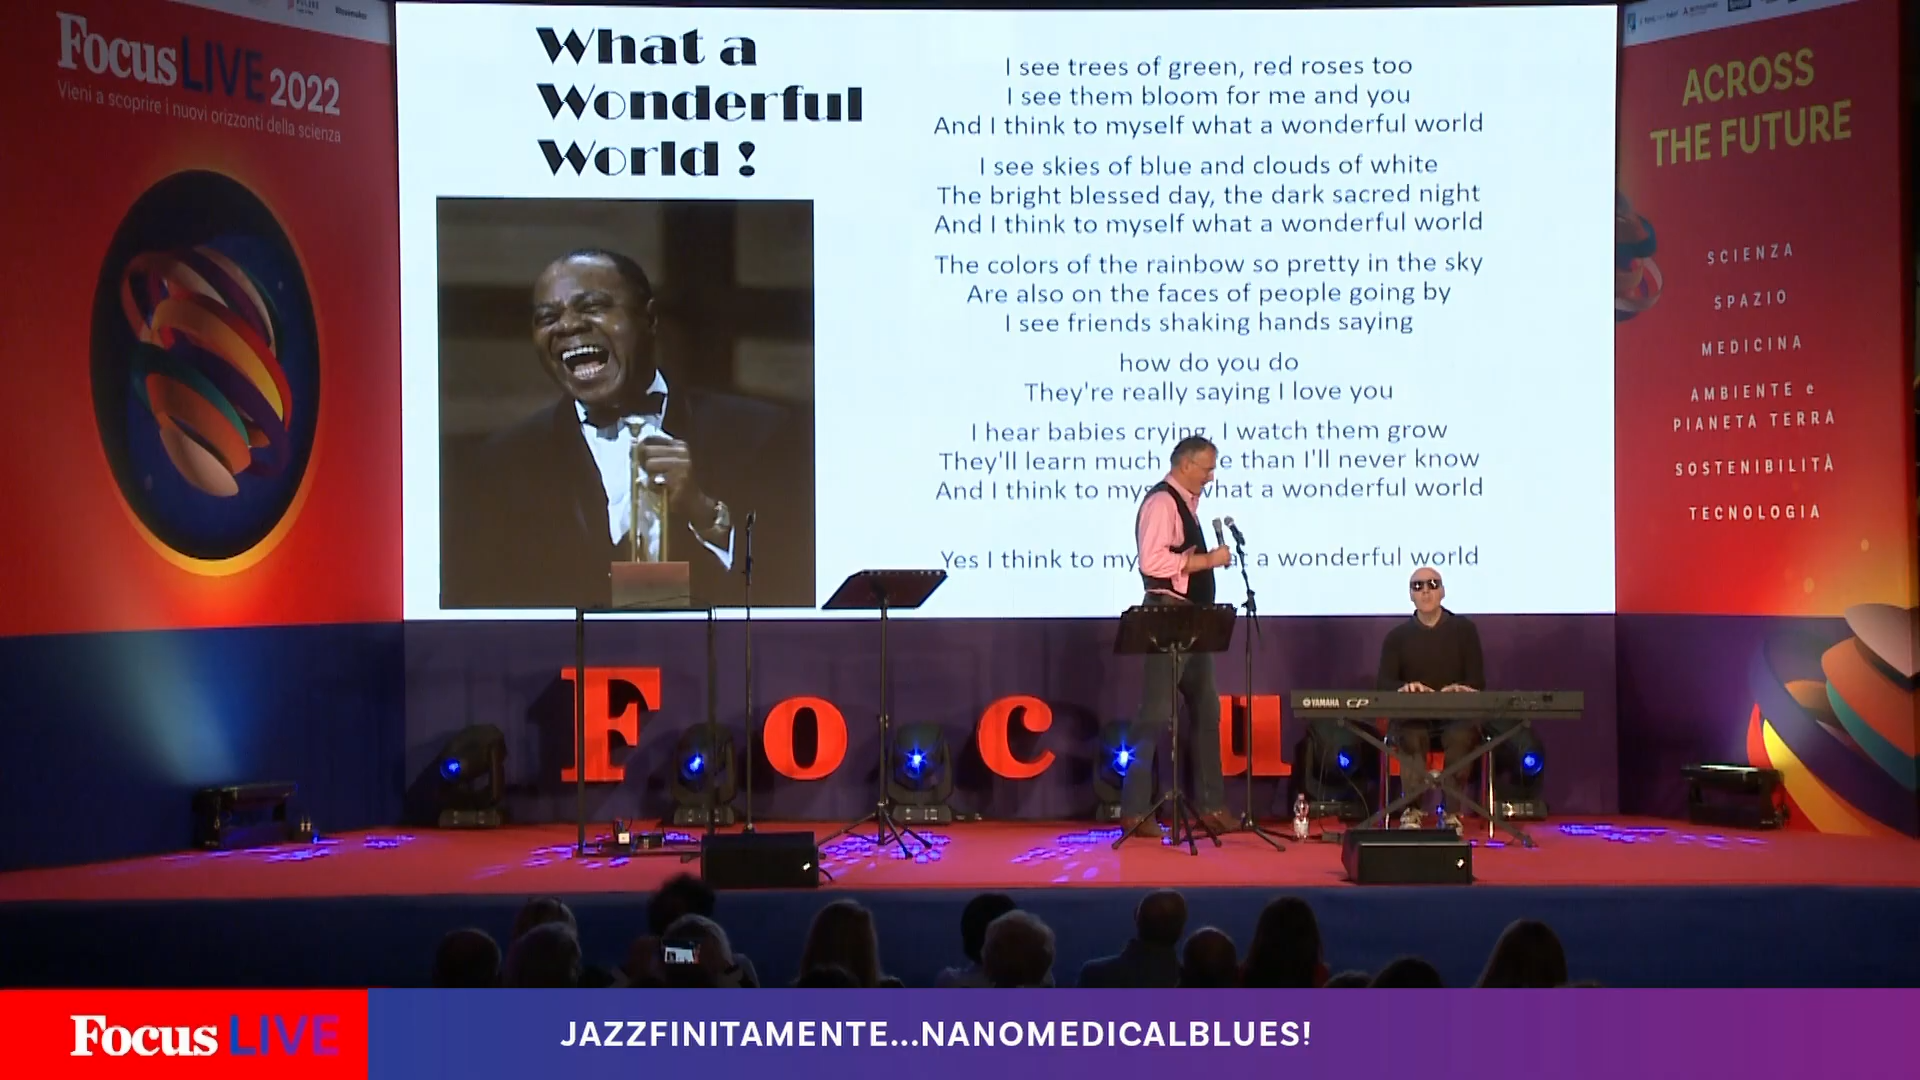 Focus LIVE 2022
Vieni a scoprire i nuovi orizzonti della scienza
What a
Wonderful
World !
I see trees of green, red roses too
I see them bloom for me and you
And I think to myself what a wonderful world
I see skies of blue and clouds of white
The bright blessed day, the dark sacred night
And I think to myself what a wonderful world
The colors of the rainbow so pretty in the sky
Are also on the faces of people going by
I see friends shaking hands saying
how do you do
They're really saying I love you
I hear babies crying, I watch them grow
They'll learn much e than I'll never know
And I think to mys what a wonderful world
Yes I think to my at a wonderful world
ACROSS
THE FUTURE
SCIENZA
SPAZIO
MEDICINA
AMBIENTE e
PIANETA TERRA
SOSTENIBILITÀ
TECNOLOGIA
F o c u
YAMAHA CP
Focus LIVE
JAZZFINITAMENTE...NANOMEDICALBLUES!